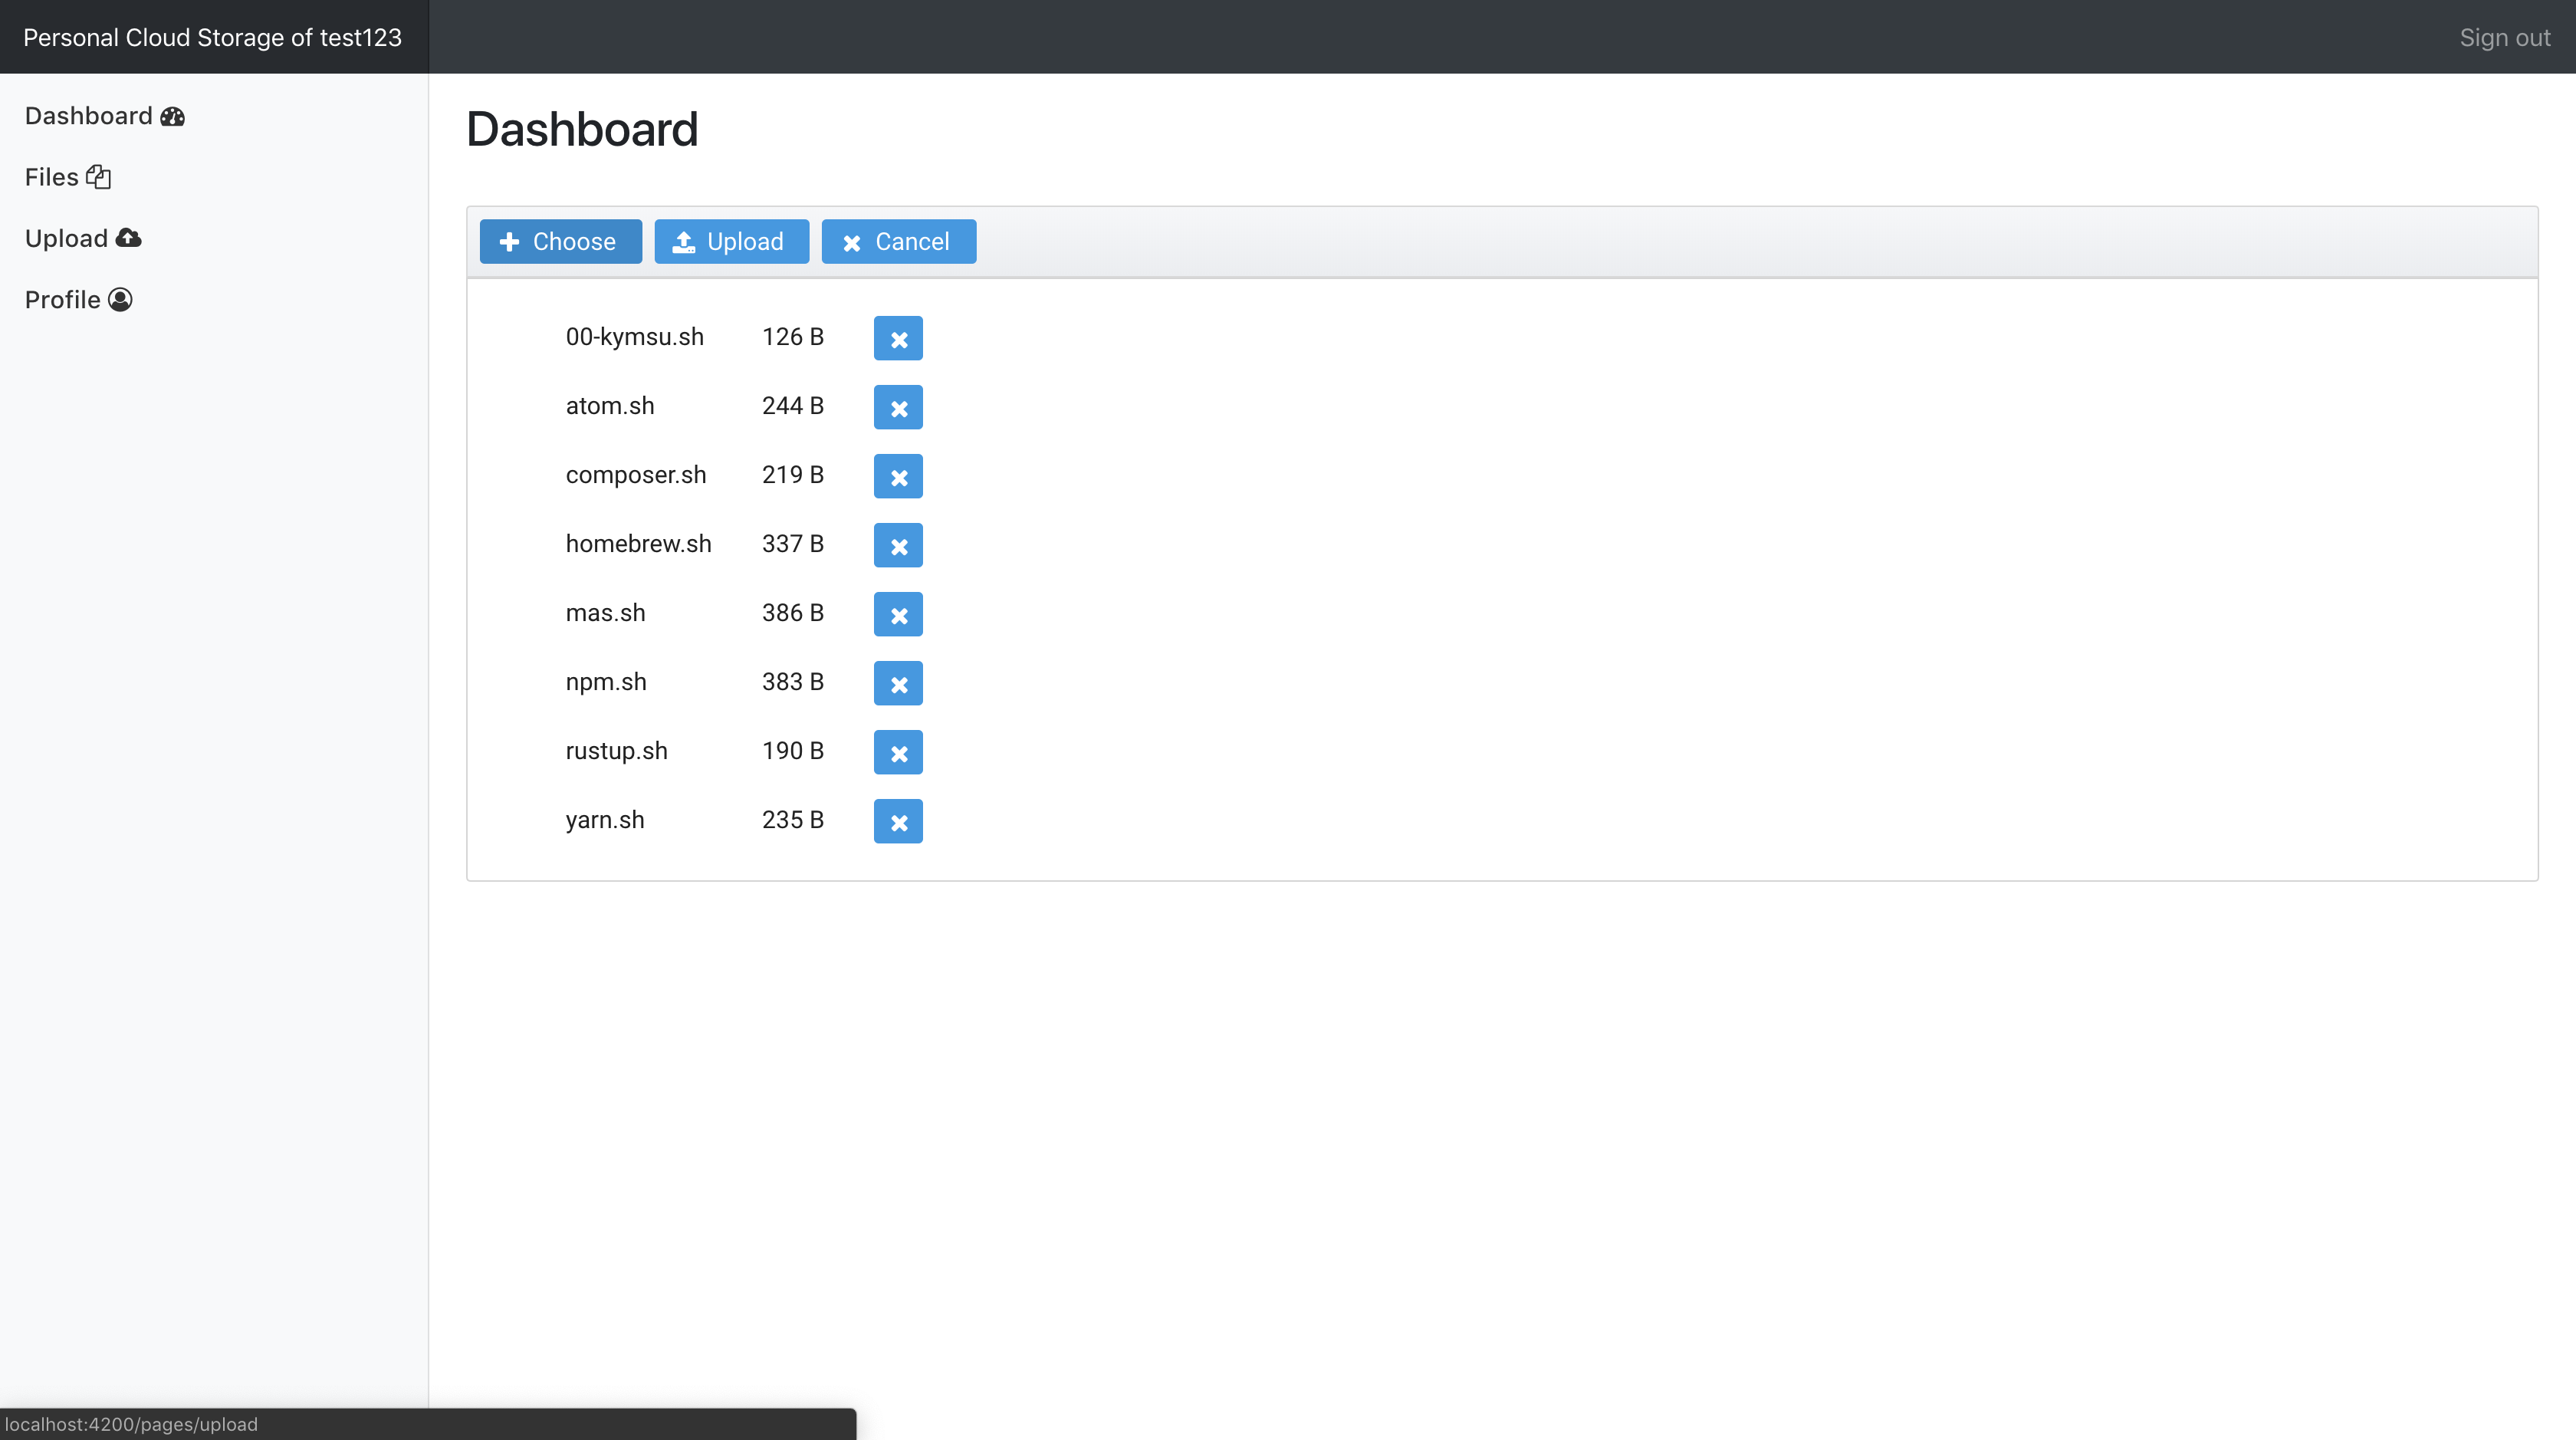 Personal Cloud Storage of test123
Sign out
Dashboard
Files
Upload
Profile
Dashboard
Choose Upload Cancel
00-kymsu.sh 126 B
atom.sh 244 B
composer.sh 219 B
homebrew.sh 337 B
mas.sh 386 B
npm.sh 383 B
rustup.sh 190 B
yarn.sh 235 B
localhost:4200/pages/upload